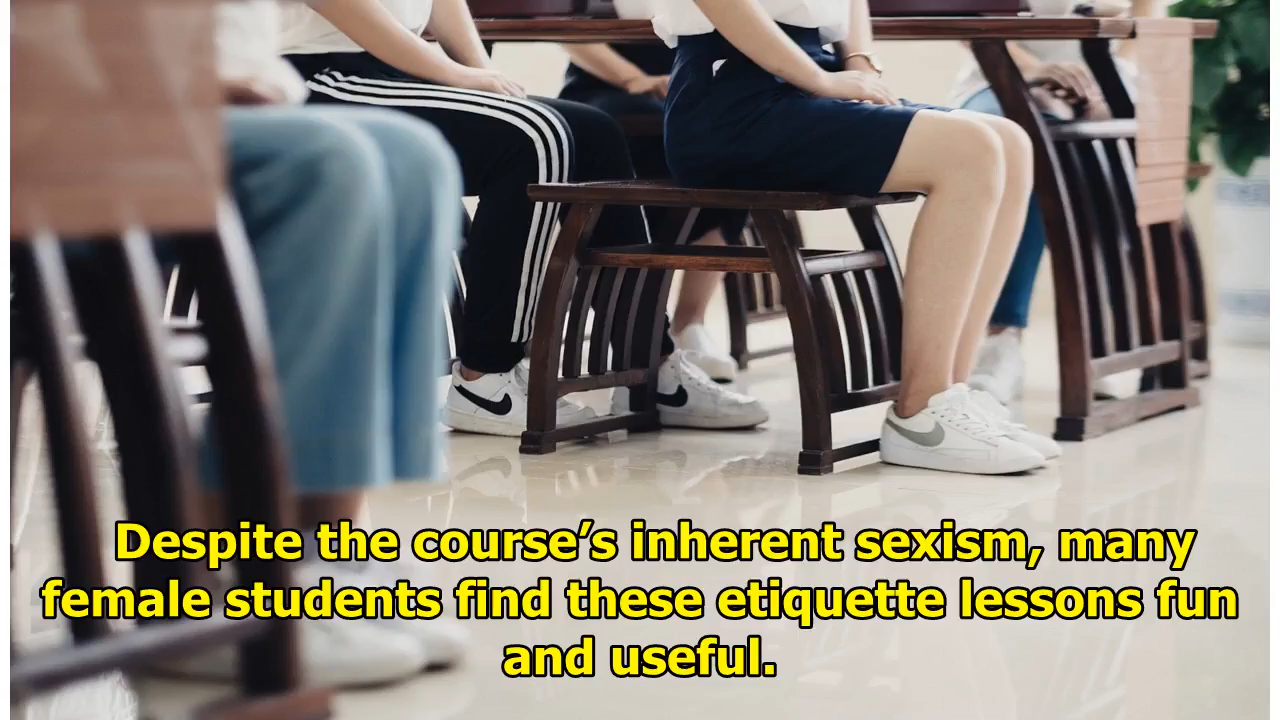 Despite the course’s inherent sexism, many
female students find these etiquette lessons fun
and useful.